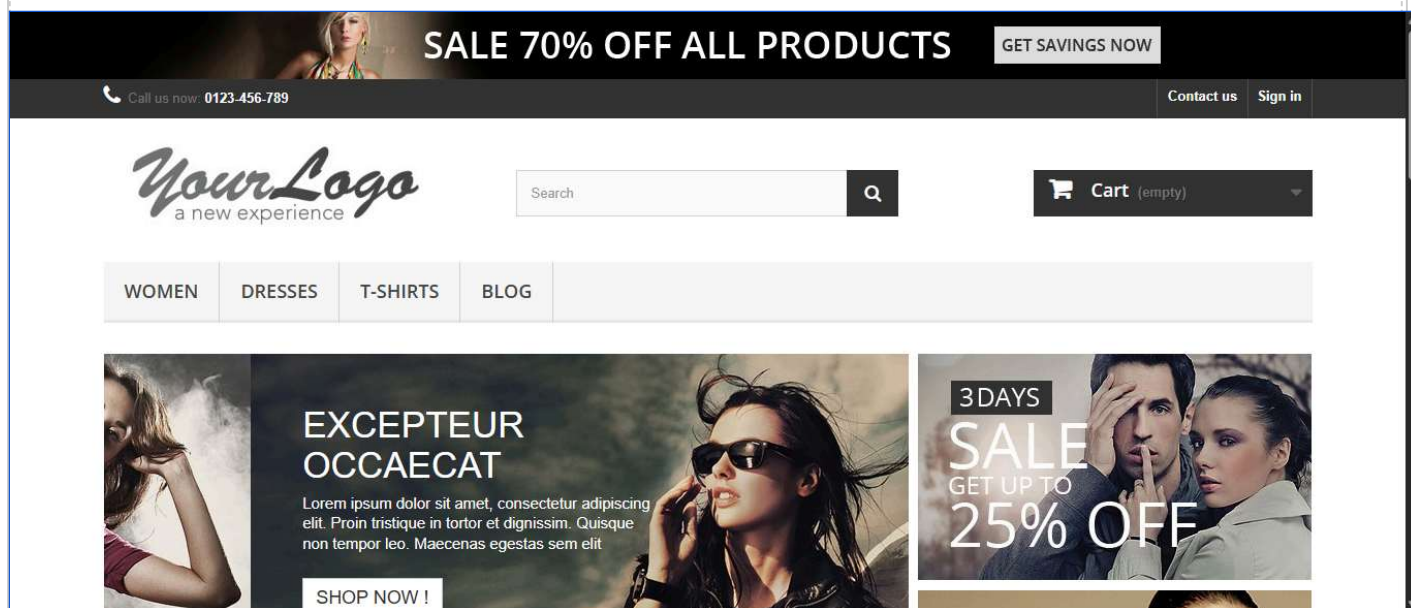 SALE 70% OFF ALL PRODUCTS GET SAVINGS NOW
Call us now: 0123-456-789 Contact us Sign in
YourLogo
a new experience
Search
Cart (empty)
WOMEN DRESSES T-SHIRTS BLOG
EXCEPTEUR
OCCAECAT
Lorem ipsum dolor sit amet, consectetur adipiscing
elit. Proin tristique in tortor et dignissim. Quisque
non tempor leo. Maecenas egestas sem elit
SHOP NOW !
3 DAYS
SALE
GET UP TO
25% OFF